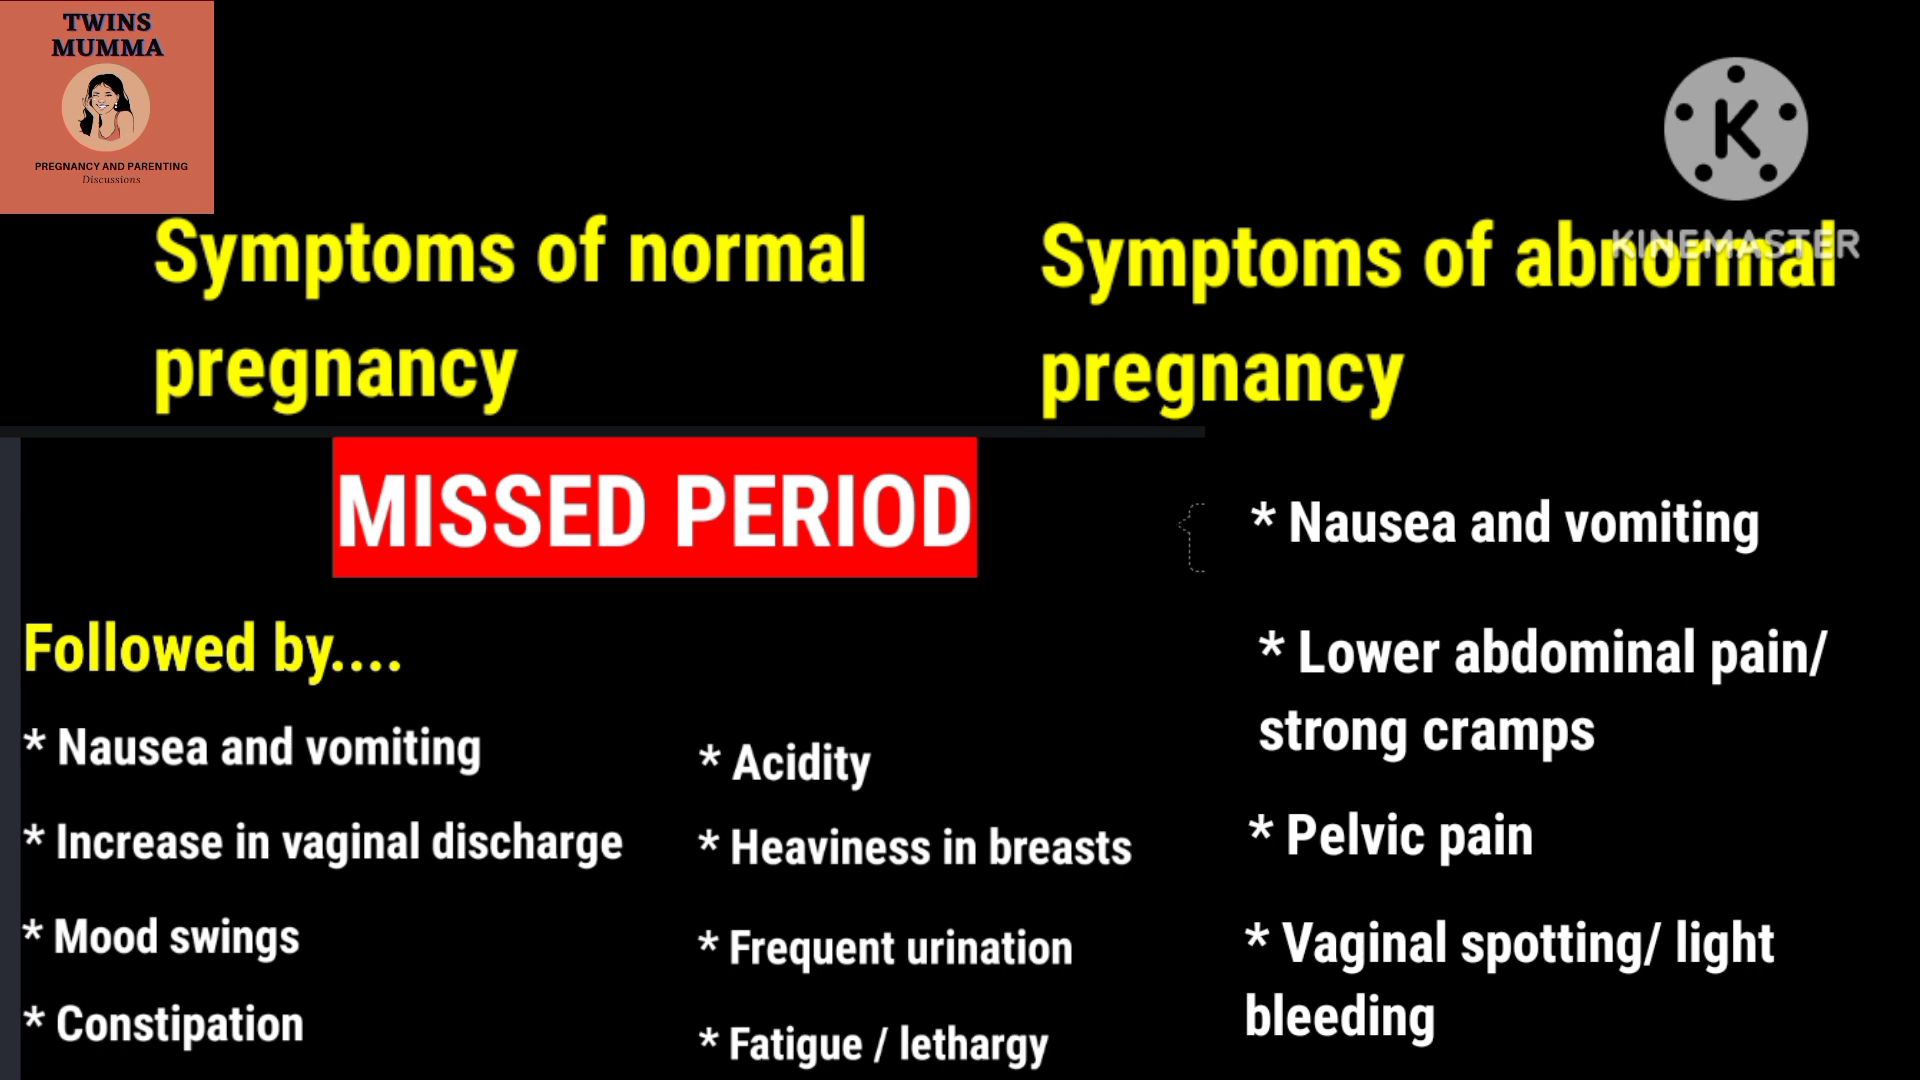 TWINS
MUMMA
PREGNANCY AND PARENTING
Discussions
K
KINEMASTER
Symptoms of normal
pregnancy
Symptoms of abnormal
pregnancy
MISSED PERIOD
Followed by....
* Nausea and vomiting
* Increase in vaginal discharge
* Mood swings
* Constipation
* Acidity
* Heaviness in breasts
* Frequent urination
* Fatigue / lethargy
* Nausea and vomiting
* Lower abdominal pain/
strong cramps
* Pelvic pain
* Vaginal spotting/ light
bleeding